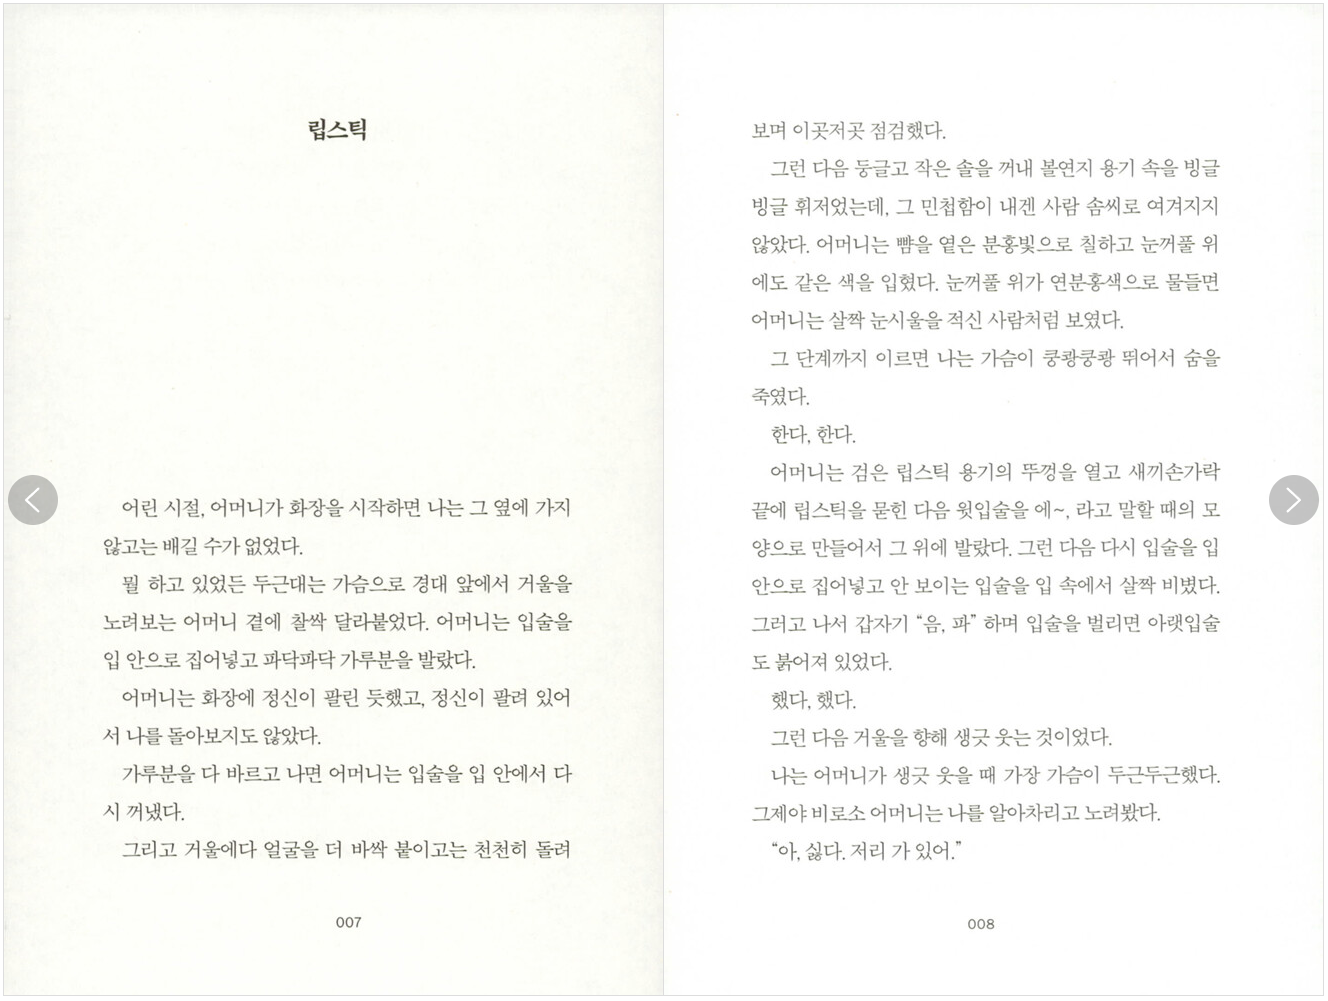 립스틱
어린 시절, 어머니가 화장을 시작하면 나는 그 옆에 가지
않고는 배길 수가 없었다.
뭘 하고 있었든 두근대는 가슴으로 경대 앞에서 거울을
노려보는 어머니 곁에 찰싹 달라붙었다. 어머니는 입술을
입 안으로 집어넣고 파닥파닥 가루분을 발랐다.
어머니는 화장에 정신이 팔린 듯했고, 정신이 팔려 있어
서 나를 돌아보지도 않았다.
가루분을 다 바르고 나면 어머니는 입술을 입 안에서 다
시 꺼냈다.
그리고 거울에다 얼굴을 더 바싹 붙이고는 천천히 돌려
007
보며 이곳저곳 점검했다.
그런 다음 둥글고 작은 솔을 꺼내 볼연지 용기 속을 빙글
빙글 휘저었는데, 그 민첩함이 내겐 사람 솜씨로 여겨지지
않았다. 어머니는 뺨을 옅은 분홍빛으로 칠하고 눈꺼풀 위
에도 같은 색을 입혔다. 눈꺼풀 위가 연분홍색으로 물들면
어머니는 살짝 눈시울을 적신 사람처럼 보였다.
그 단계까지 이르면 나는 가슴이 쿵쾅쿵쾅 뛰어서 숨을
죽였다.
한다, 한다.
어머니는 검은 립스틱 용기의 뚜껑을 열고 새끼손가락
끝에 립스틱을 묻힌 다음 윗입술을 에~, 라고 말할 때의 모
양으로 만들어서 그 위에 발랐다. 그런 다음 다시 입술을 입
안으로 집어넣고 안 보이는 입술을 입 속에서 살짝 비볐다.
그러고 나서 갑자기 “음, 파” 하며 입술을 벌리면 아랫입술
도 붉어져 있었다.
했다, 했다.
그런 다음 거울을 향해 생긋 웃는 것이었다.
나는 어머니가 생긋 웃을 때 가장 가슴이 두근두근했다.
그제야 비로소 어머니는 나를 알아차리고 노려봤다.
“아, 싫다. 저리 가 있어.”
008